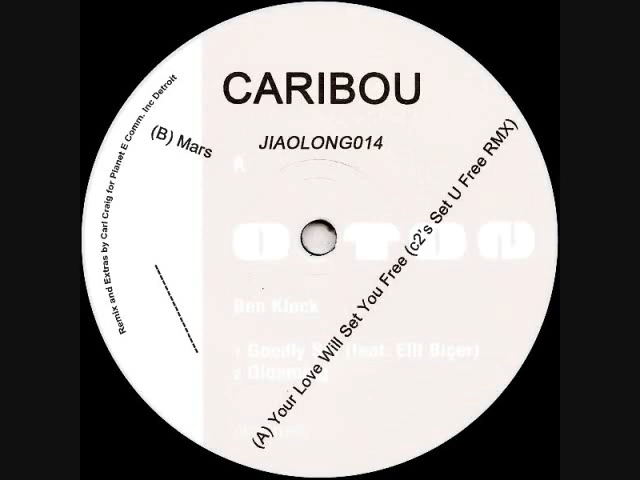 CARIBOU
JIAOLONG014
(B) Mars
Remix and Extras by Carl Craig for Planet E Comm. Inc Detroit
(A) Your Love Will Set You Free (c2's Set U Free RMX)
A
Ben Klock
1 Goodly S (feat. Elif Biçer)
2